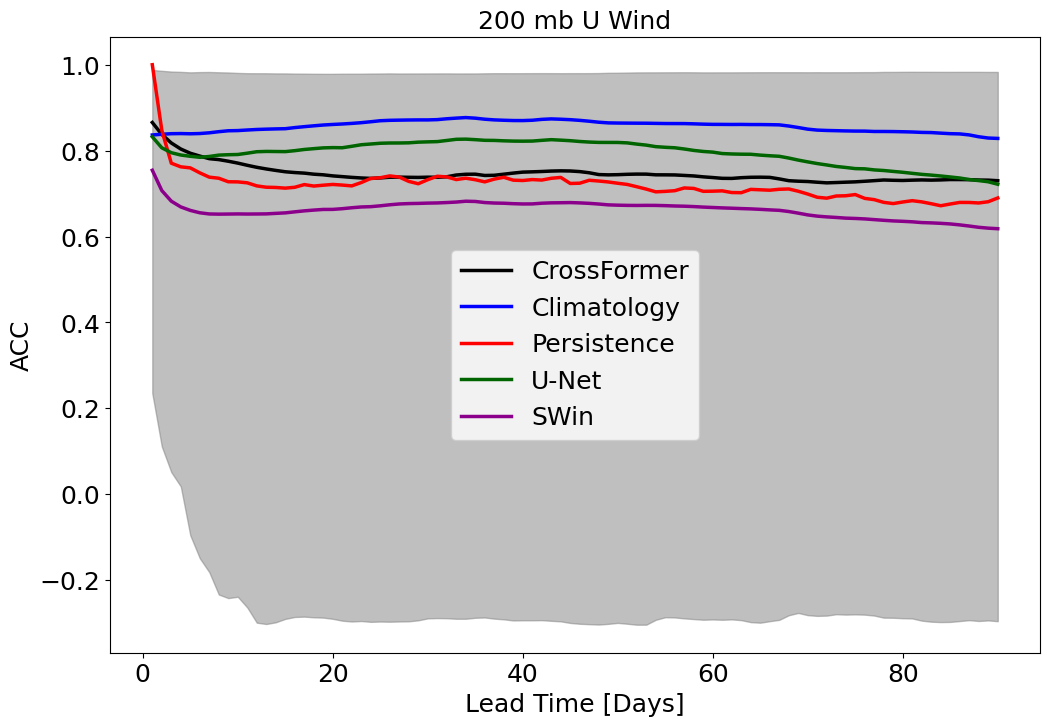 200 mb U Wind
1.0
0.8
0.6
0.4
0.2
0.0
−0.2
ACC
CrossFormer
Climatology
Persistence
U-Net
SWin
0 20 40 60 80
Lead Time [Days]